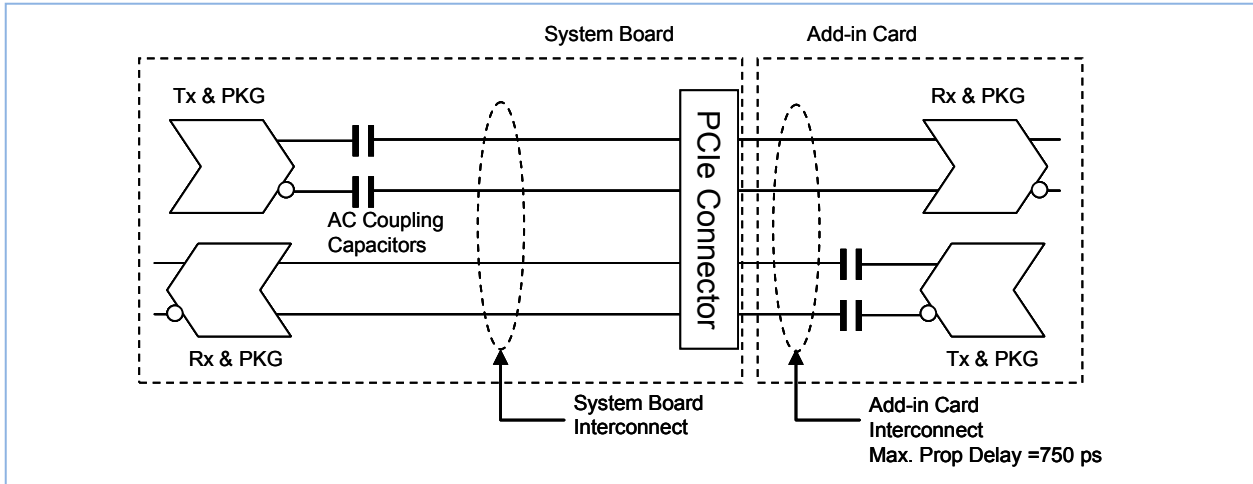 System Board
Add-in Card
Tx & PKG
Rx & PKG
AC Coupling
Capacitors
PCIe Connector
Rx & PKG
Tx & PKG
System Board
Interconnect
Add-in Card
Interconnect
Max. Prop Delay =750 ps